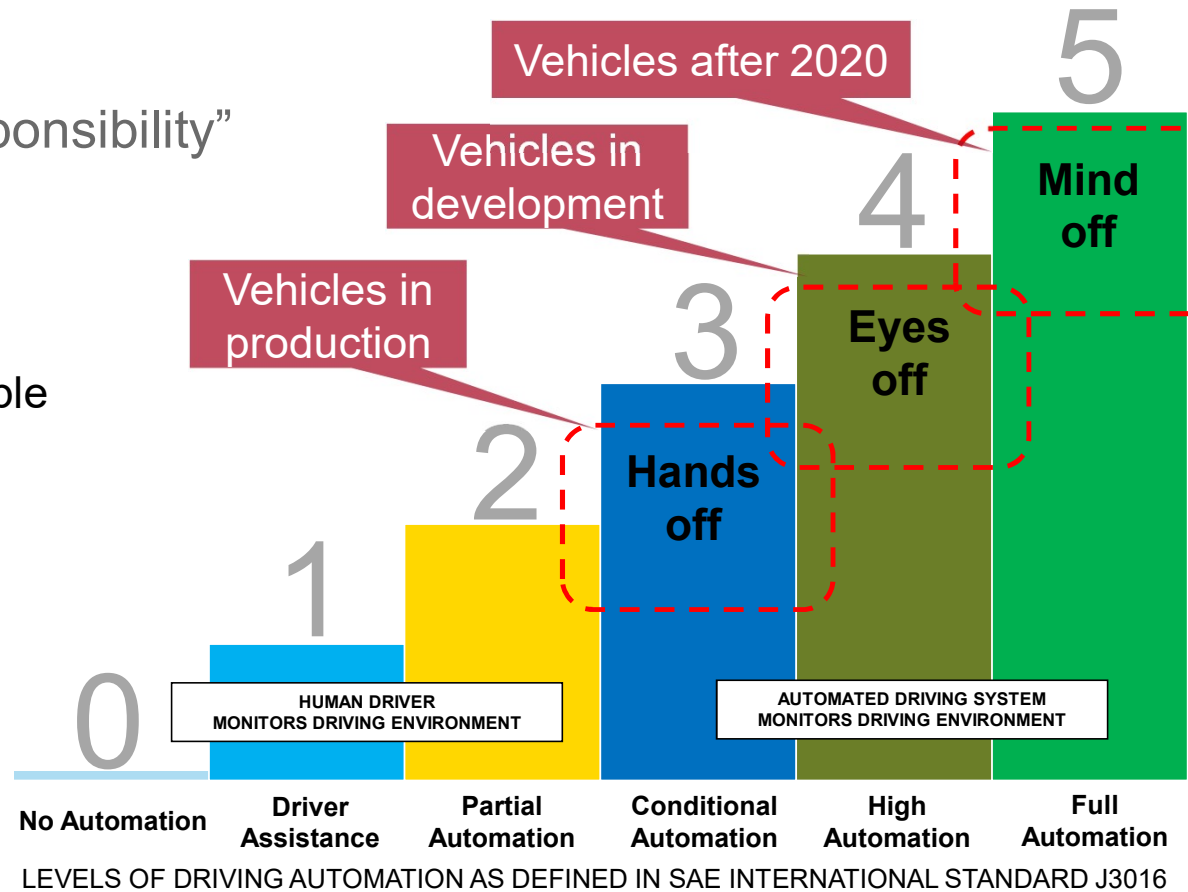 5
Vehicles after 2020
ponsibility”
Vehicles in
development
4
Mind
off
Vehicles in
production
3
Eyes
off
ple
2
Hands
off
1
0
HUMAN DRIVER
MONITORS DRIVING ENVIRONMENT
AUTOMATED DRIVING SYSTEM
MONITORS DRIVING ENVIRONMENT
No Automation
Driver
Assistance
Partial
Automation
Conditional
Automation
High
Automation
Full
Automation
LEVELS OF DRIVING AUTOMATION AS DEFINED IN SAE INTERNATIONAL STANDARD J3016